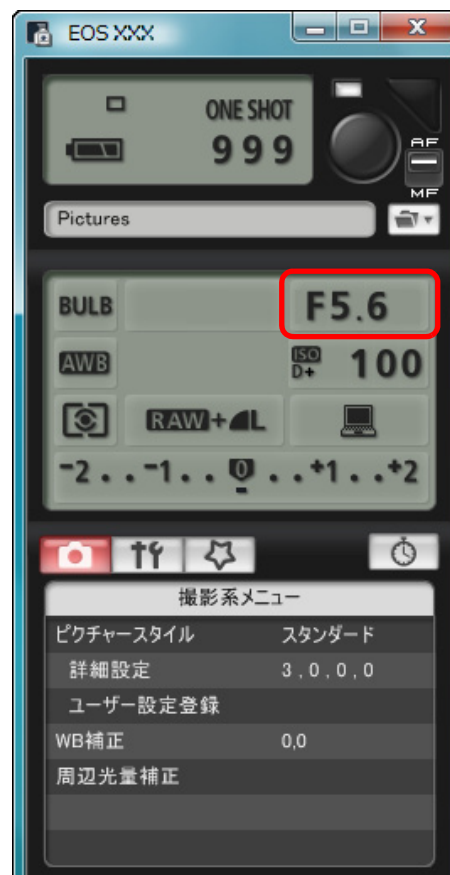 EOS XXX
ONE SHOT
999
AF
MF
Pictures
BULB
F5.6
AWB
ISO
D+
100
RAW+L
-2..-1..0..+1..+2
撮影系メニュー
ピクチャースタイル スタンダード
詳細設定 3,0,0,0
ユーザー設定登録
WB補正 0,0
周辺光量補正